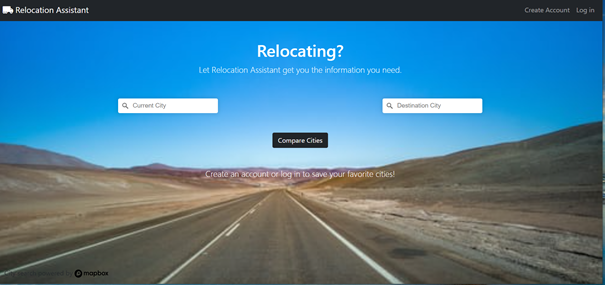 Relocation Assistant
Create Account Log in
Relocating?
Let Relocation Assistant get you the information you need.
Current City
Destination City
Compare Cities
Create an account or log in to save your favorite cities!
powered by mapbox